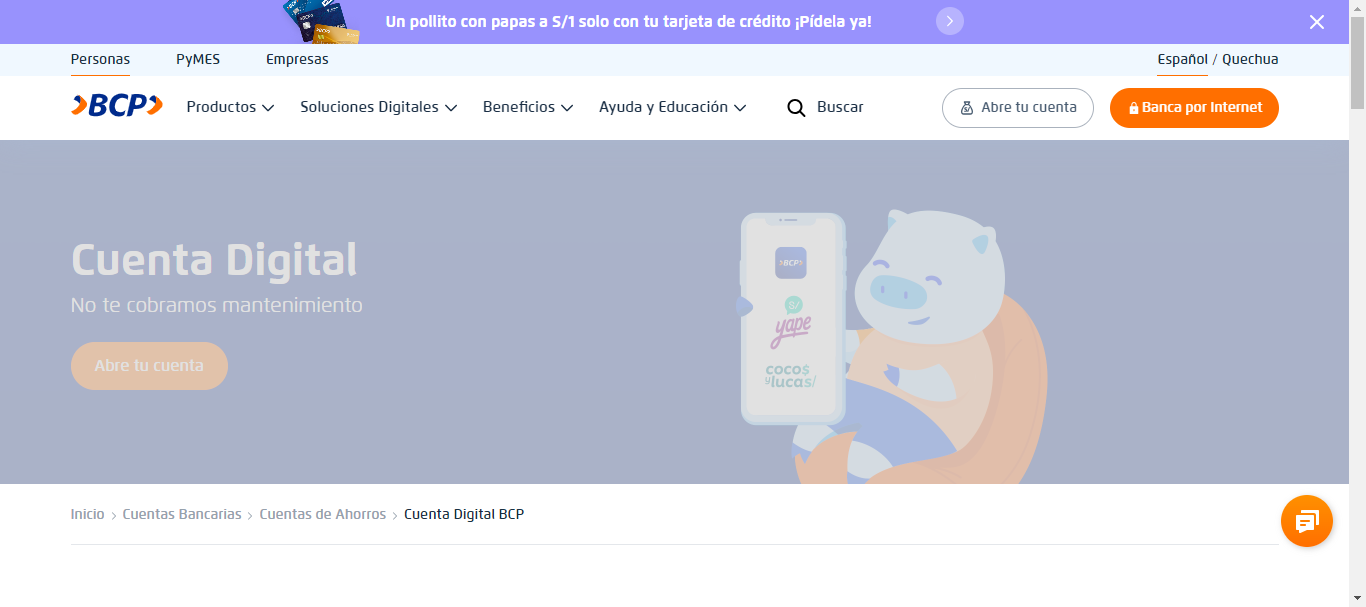 Un pollito con papas a S/1 solo con tu tarjeta de crédito ¡Pídela ya!
Personas PyMES Empresas Español / Quechua
BCP Productos Soluciones Digitales Beneficios Ayuda y Educación Buscar Abre tu cuenta Banca por Internet
Cuenta Digital
No te cobramos mantenimiento
Abre tu cuenta
BCP
S/
yape
COCO$
y lucas/
Inicio > Cuentas Bancarias > Cuentas de Ahorros > Cuenta Digital BCP